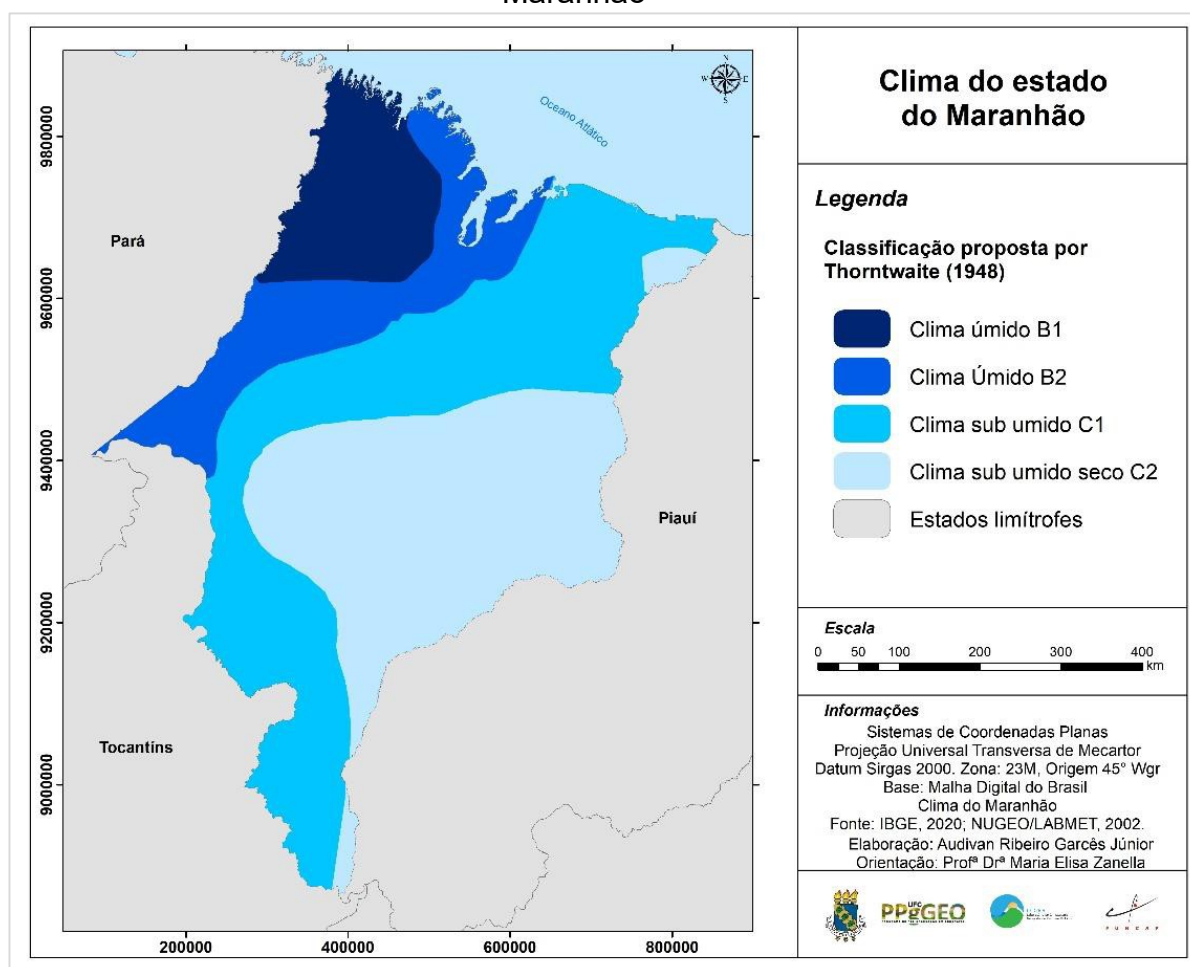 Maranhão
Clima do estado
do Maranhão
N
W
E
S
Oceano Atlático
Pará
Piauí
Tocantíns
9800000
9600000
9400000
9200000
9000000
200000
400000
600000
800000
Legenda
Classificação proposta por
Thorntwaite (1948)
Clima úmido B1
Clima Úmido B2
Clima sub umido C1
Clima sub umido seco C2
Estados limítrofes
Escala
0 50 100 200 300 400
km
Informações
Sistemas de Coordenadas Planas
Projeção Universal Transversa de Mecartor
Datum Sirgas 2000. Zona: 23M, Origem 45° Wgr
Base: Malha Digital do Brasil
Clima do Maranhão
Fonte: IBGE, 2020; NUGEO/LABMET, 2002.
Elaboração: Audivan Ribeiro Garcês Júnior
Orientação: Profª Drª Maria Elisa Zanella
UFC
PPgGEO
FUNCAP